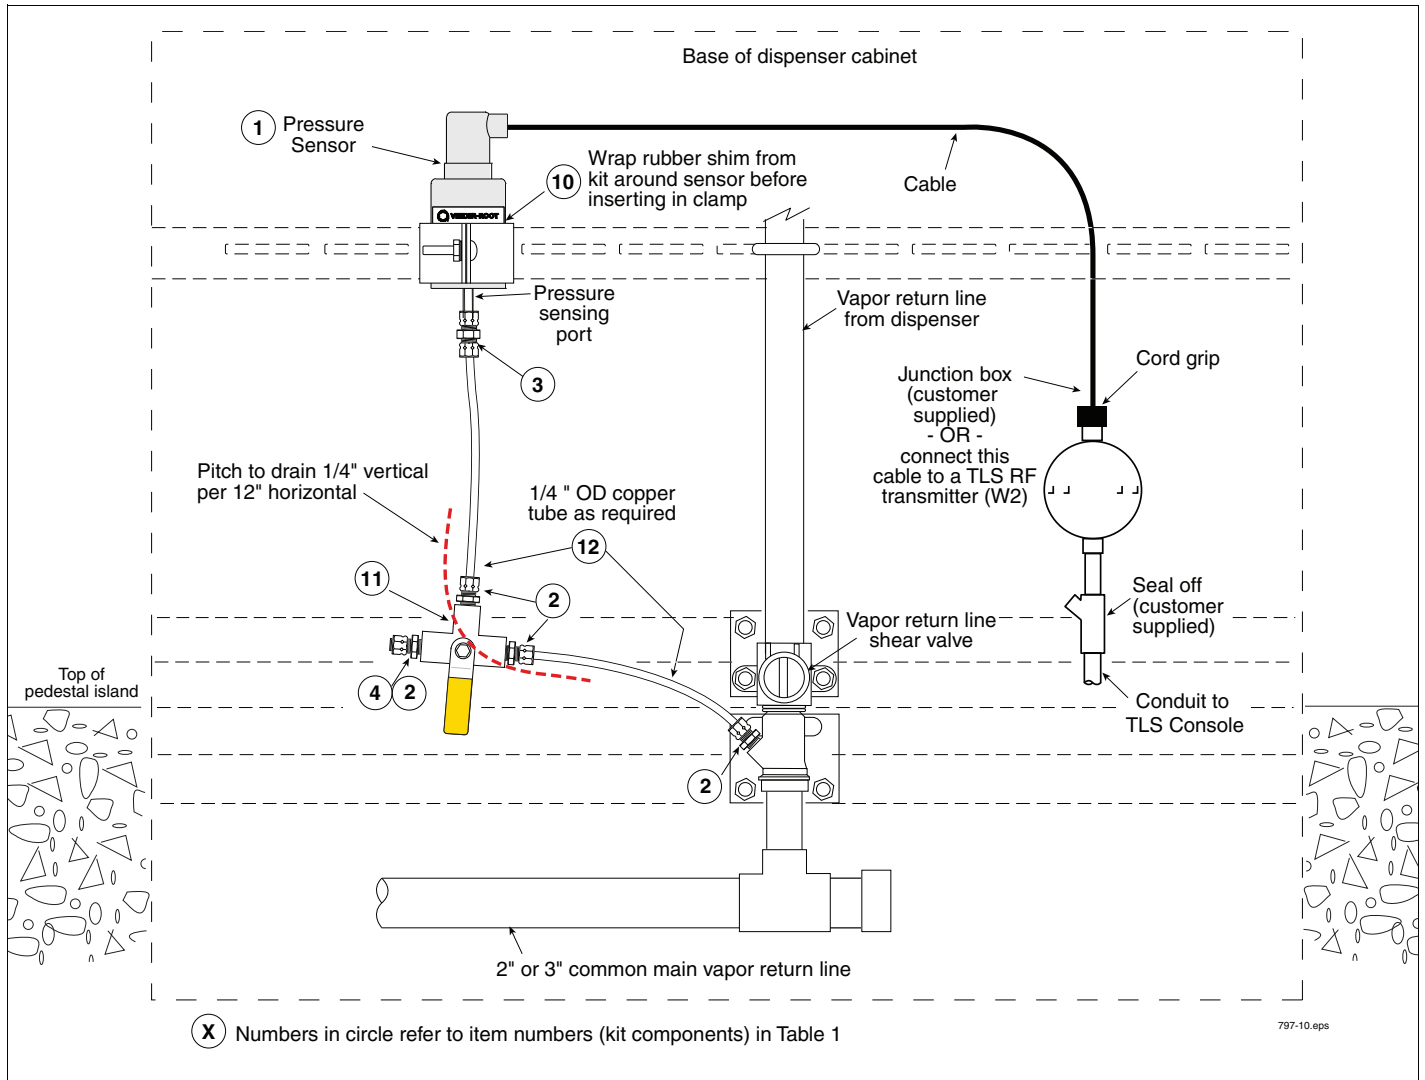 Base of dispenser cabinet
1 Pressure
Sensor
10 Wrap rubber shim from
kit around sensor before
inserting in clamp
Cable
VEEDER-ROOT
Pressure
sensing
port
3
Vapor return line
from dispenser
Cord grip
Junction box
(customer
supplied)
- OR -
connect this
cable to a TLS RF
transmitter (W2)
Pitch to drain 1/4" vertical
per 12" horizontal
1/4 " OD copper
tube as required
12
11
2
2
4 2
Vapor return line
shear valve
Seal off
(customer
supplied)
Top of
pedestal island
Conduit to
TLS Console
2
2" or 3" common main vapor return line
X Numbers in circle refer to item numbers (kit components) in Table 1
797-10.eps